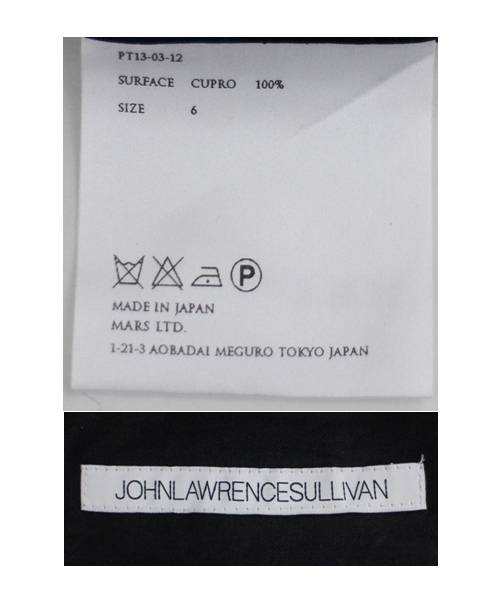 PT13-03-12
SURFACE CUPRO 100%
SIZE 6
P
MADE IN JAPAN
MARS LTD.
1-21-3 AOBADAI MEGURO TOKYO JAPAN
JOHNLAWRENCESULLIVAN